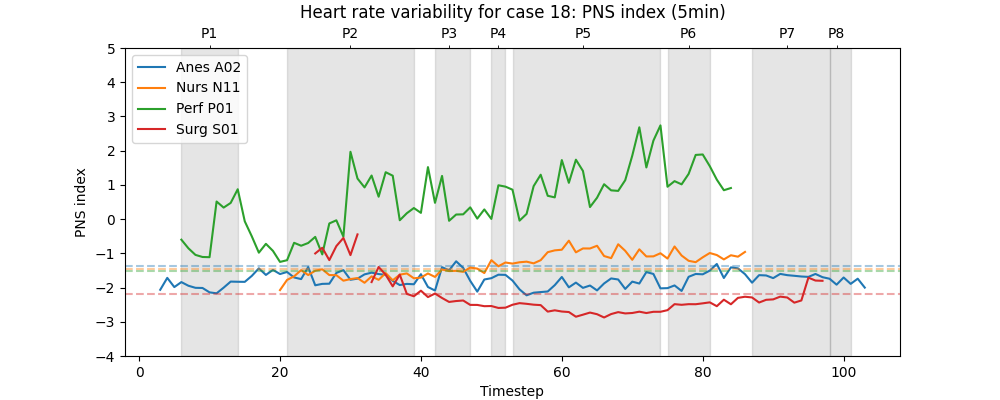 Heart rate variability for case 18: PNS index (5min)
P1 P2 P3 P4 P5 P6 P7 P8
Anes A02
Nurs N11
Perf P01
Surg S01
5
4
3
2
1
0
−1
−2
−3
−4
PNS index
0 20 40 60 80 100
Timestep